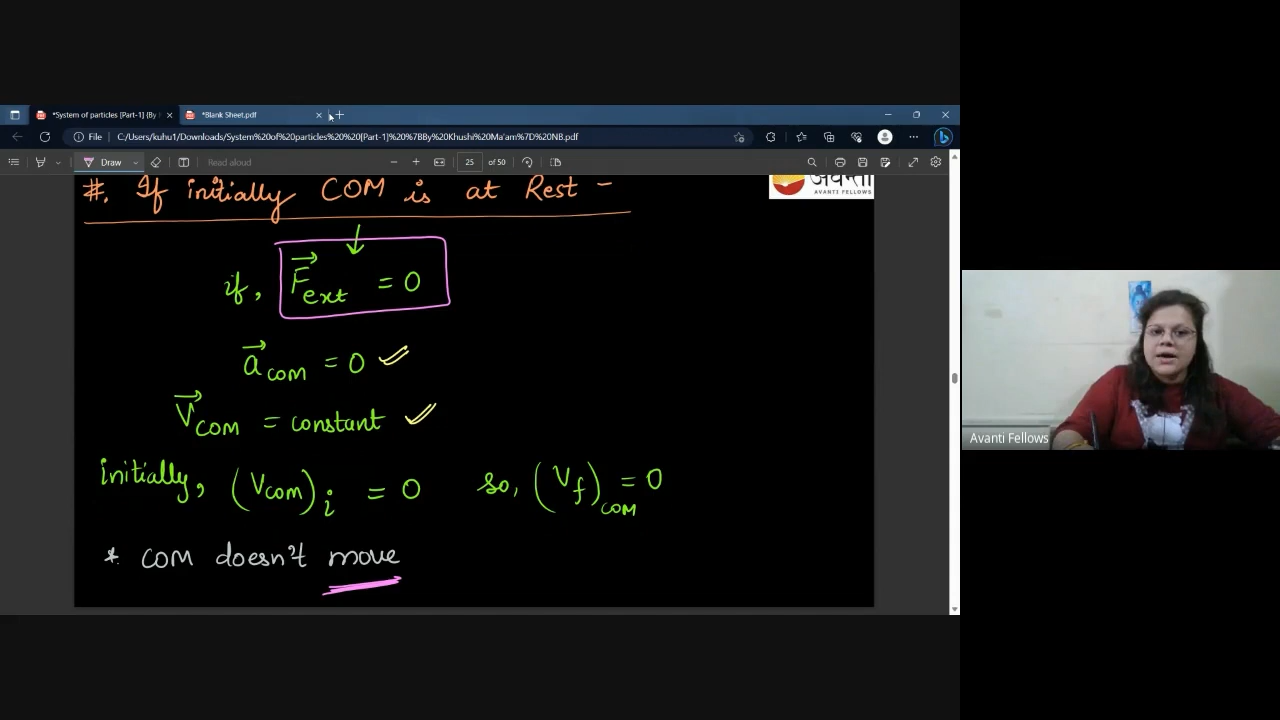 *System of particles [Part-1] (By
*Blank Sheet.pdf
File
C:/Users/kuhu1/Downloads/System%20of%20particles%20%20[Part-1]%20%7BBy%20Khushi%20Ma'am%7D%20NB.pdf
Draw
Read aloud
25 of 50
#. If initially COM is at Rest -
अवन्ती
AVANTI FELLOWS
if, F⃗ext = 0
a⃗COM = 0 ✓
V⃗COM = constant ✓
initially, (Vcom)i = 0 so, (Vf)COM = 0
* COM doesn't move
Avanti Fellows